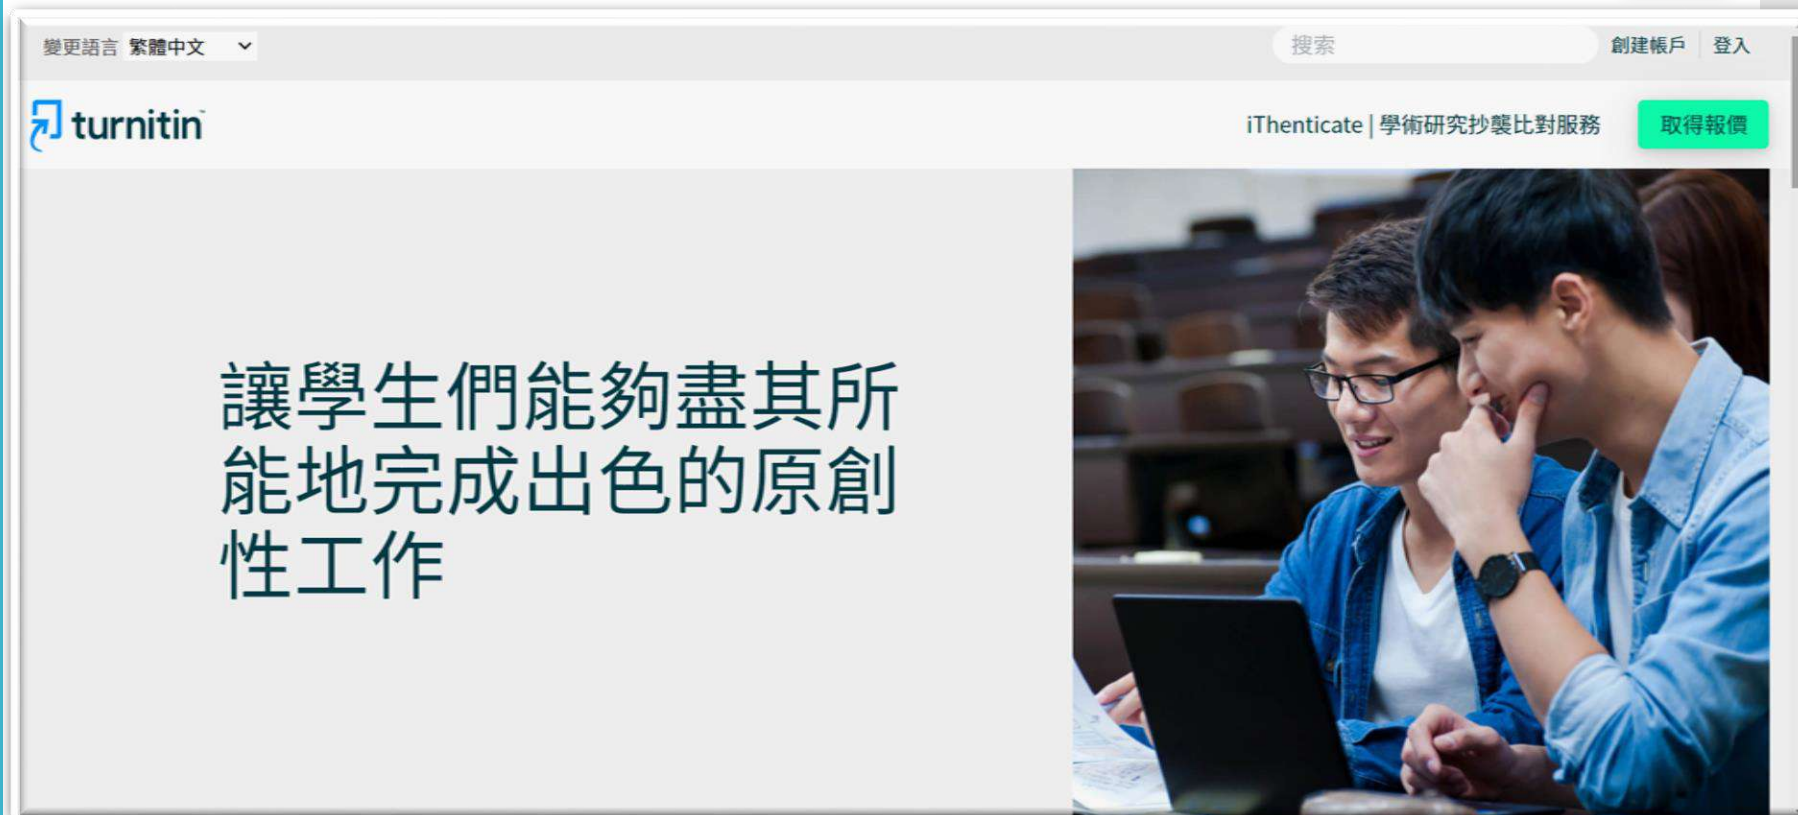 變更語言 繁體中文
搜索
創建帳戶 登入
turnitin
iThenticate | 學術研究抄襲比對服務
取得報價
讓學生們能夠盡其所
能地完成出色的原創
性工作